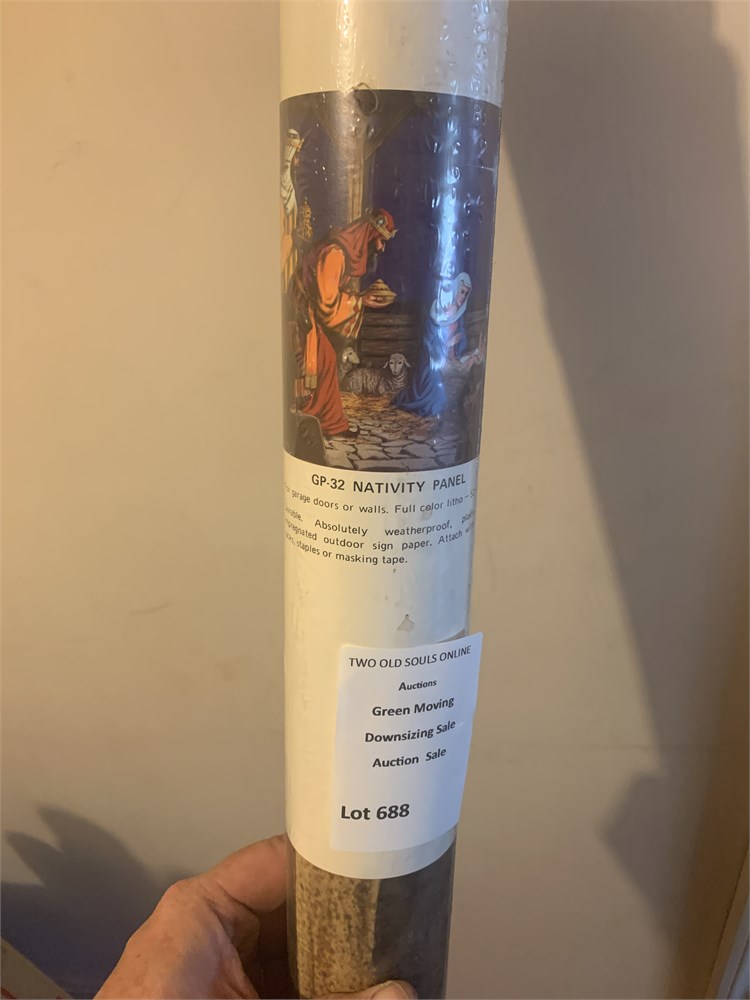 GP-32 NATIVITY PANEL
garage doors or walls. Full color litho
Absolutely weatherproof,
outdoor sign paper. Attach
staples or masking tape.
TWO OLD SOULS ONLINE
Auctions
Green Moving
Downsizing Sale
Auction Sale
Lot 688